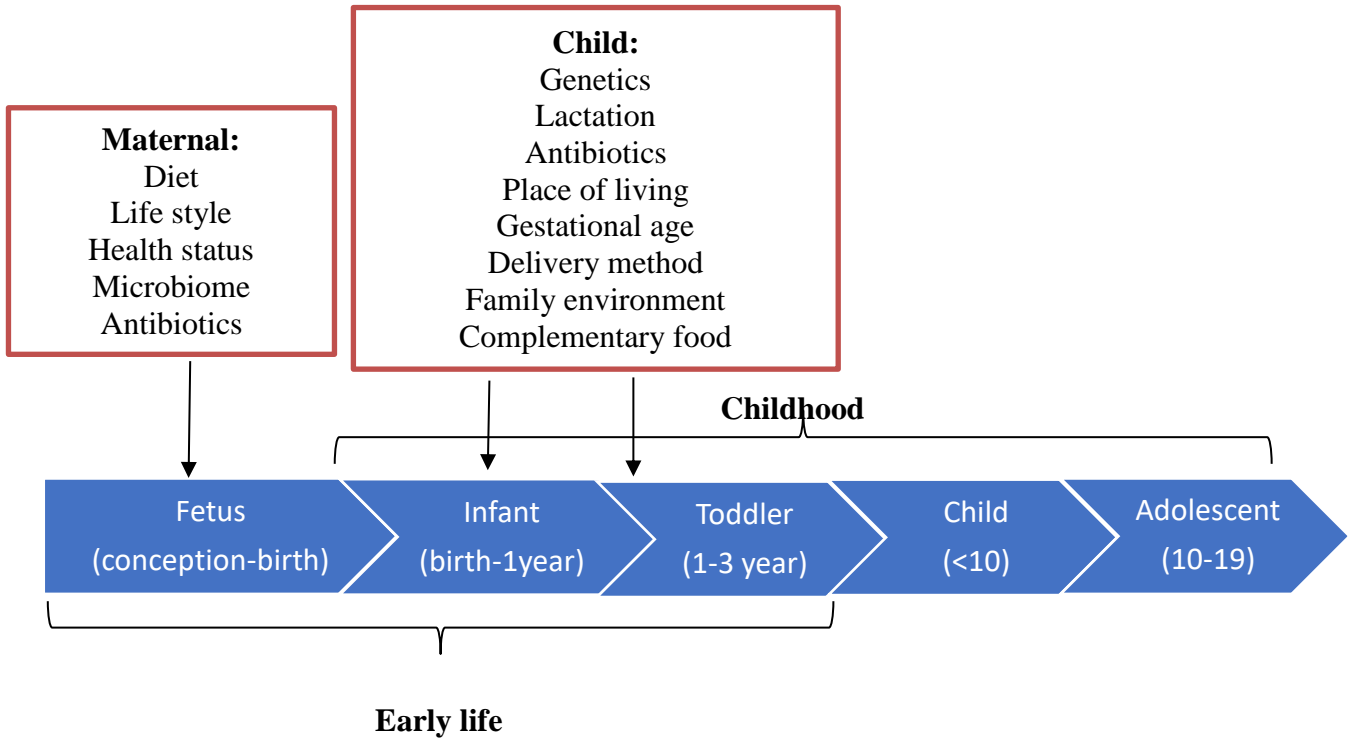 Maternal:
Diet
Life style
Health status
Microbiome
Antibiotics
Child:
Genetics
Lactation
Antibiotics
Place of living
Gestational age
Delivery method
Family environment
Complementary food
Childhood
Fetus
(conception-birth)
Infant
(birth-1year)
Toddler
(1-3 year)
Child
(<10)
Adolescent
(10-19)
Early life